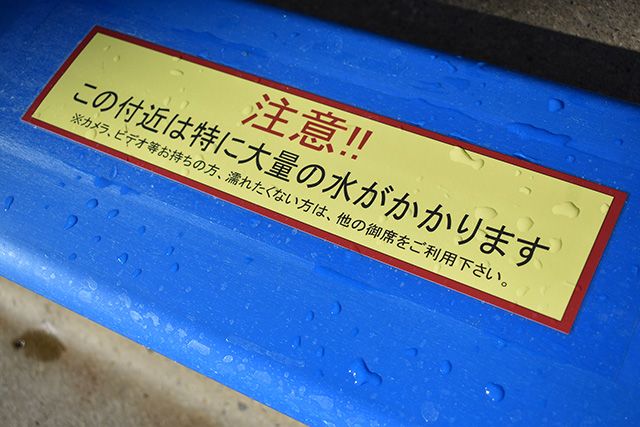 注意!!
この付近は特に大量の水がかかります
※カメラ、ビデオ等お持ちの方、濡れたくない方は、他の御席をご利用下さい。